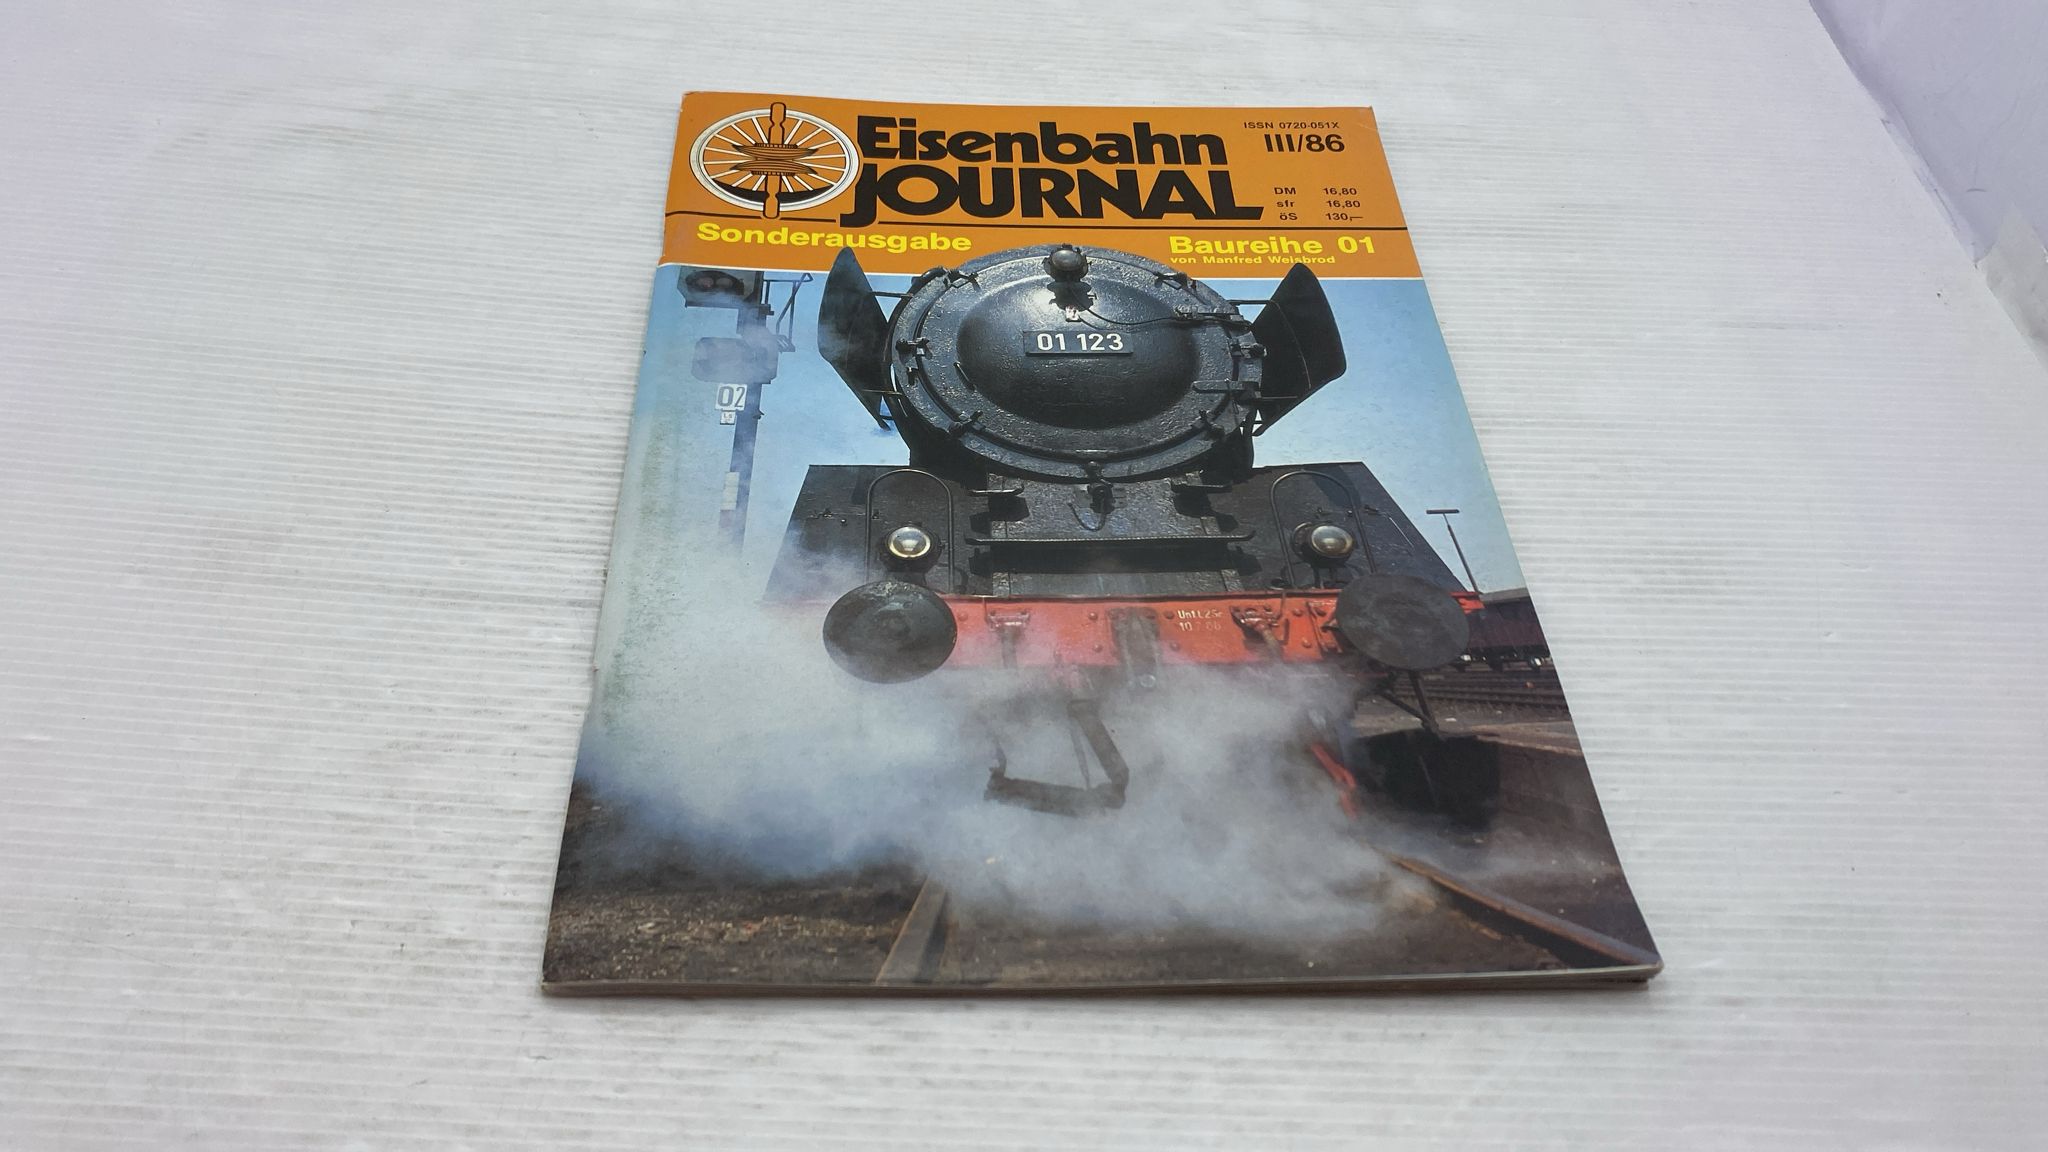 Eisenbahn
JOURNAL
ISSN 0720-051X
III/86
DM 16,80
sfr 16,80
öS 130,—
Sonderausgabe
Baureihe 01
von Manfred Weisbrod
01 123
02